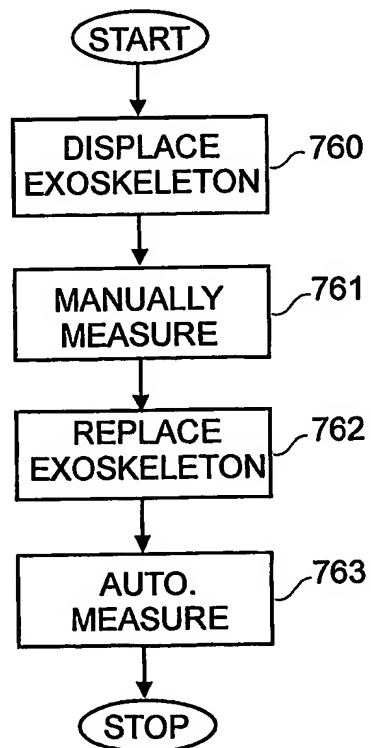 START
DISPLACE
EXOSKELETON
760
MANUALLY
MEASURE
761
REPLACE
EXOSKELETON
762
AUTO.
MEASURE
763
STOP